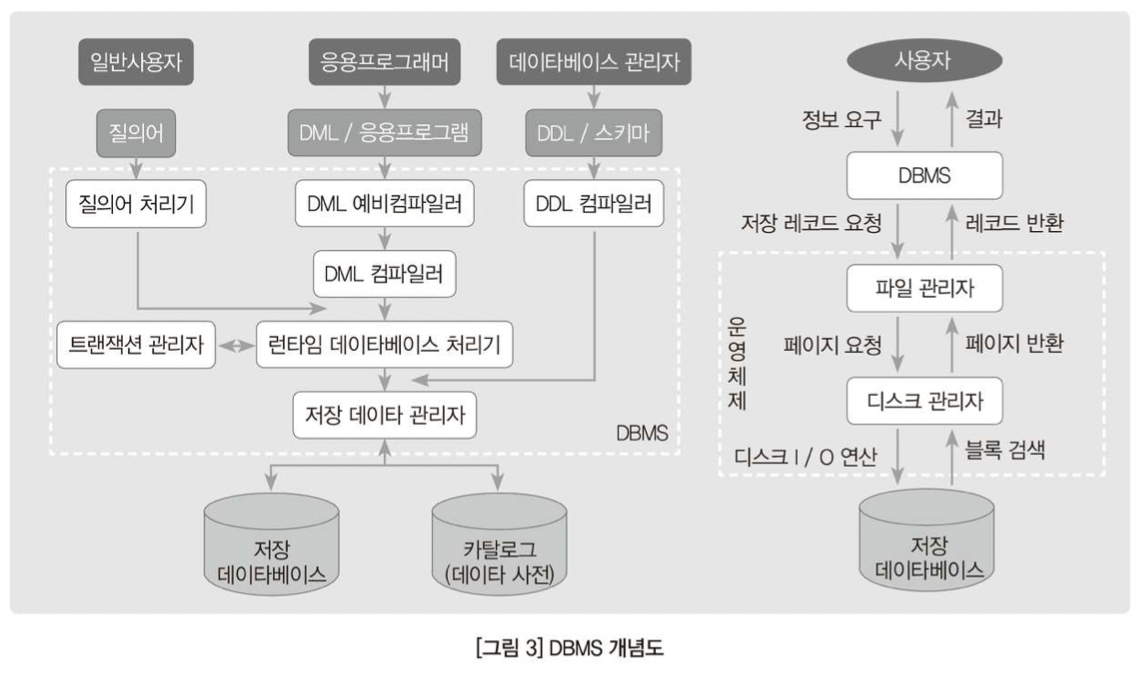 일반사용자
응용프로그래머
데이타베이스 관리자
질의어
DML / 응용프로그램
DDL / 스키마
질의어 처리기
DML 예비컴파일러
DDL 컴파일러
DML 컴파일러
트랜잭션 관리자
런타임 데이타베이스 처리기
저장 데이타 관리자
DBMS
저장
데이타베이스
카탈로그
(데이타 사전)
사용자
정보 요구
결과
DBMS
저장 레코드 요청
레코드 반환
파일 관리자
운
영
체
제
페이지 요청
페이지 반환
디스크 관리자
디스크 I / O 연산
블록 검색
저장
데이타베이스
[그림 3] DBMS 개념도